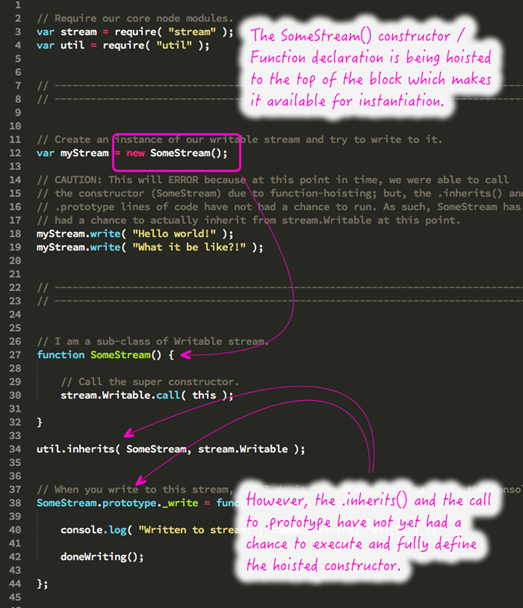 1
2 // Require our core node modules.
3 var stream = require( "stream" );
4 var util = require( "util" );
5
6
The SomeStream() constructor /
Function declaration is being hoisted
to the top of the block which makes
it available for instantiation.
7 // ---------------------------
8 // ---------------------------
9
10
11 // Create an instance of our writable stream and try to write to it.
12 var myStream = new SomeStream();
13
14 // CAUTION: This will ERROR because at this point in time, we were able to call
15 // the constructor (SomeStream) due to function-hoisting; but, the .inherits() and
16 // .prototype lines of code have not had a chance to run. As such, SomeStream has
17 // had a chance to actually inherit from stream.Writable at this point.
18 myStream.write( "Hello world!" );
19 myStream.write( "What it be like?!" );
20
21
22 // ---------------------------
23 // ---------------------------
24
25
26 // I am a sub-class of Writable stream.
27 function SomeStream() {
28
29 // Call the super constructor.
30 stream.Writable.call( this );
31
32 }
33
34 util.inherits( SomeStream, stream.Writable );
35
36
37 // When you write to this stream,
38 SomeStream.prototype._write = func
39
40 console.log( "Written to strea
41
42 doneWriting();
43
44 };
45
However, the .inherits() and the call
to .prototype have not yet had a
chance to execute and fully define
the hoisted constructor.